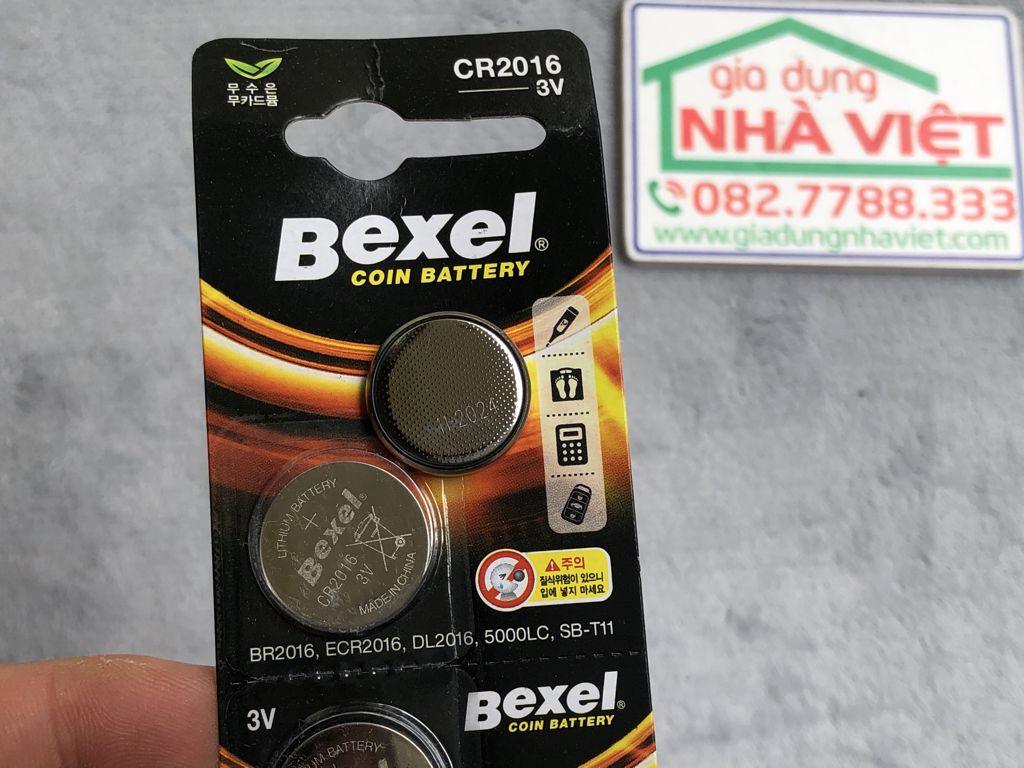 무 수 은
무카드뮴
CR2016
3V
Bexel®
COIN BATTERY
11-2024
LITHIUM BATTERY
+
Bexel®
CR2016
3V
MADE IN CHINA
주의
질식위험이 있으니
입에 넣지 마세요
BR2016, ECR2016, DL2016, 5000LC, SB-T11
3V
Bexel®
COIN BATTERY
UM BATTERY
gia dụng
NHÀ VIỆT
082.7788.333
www.giadungnhaviet.com